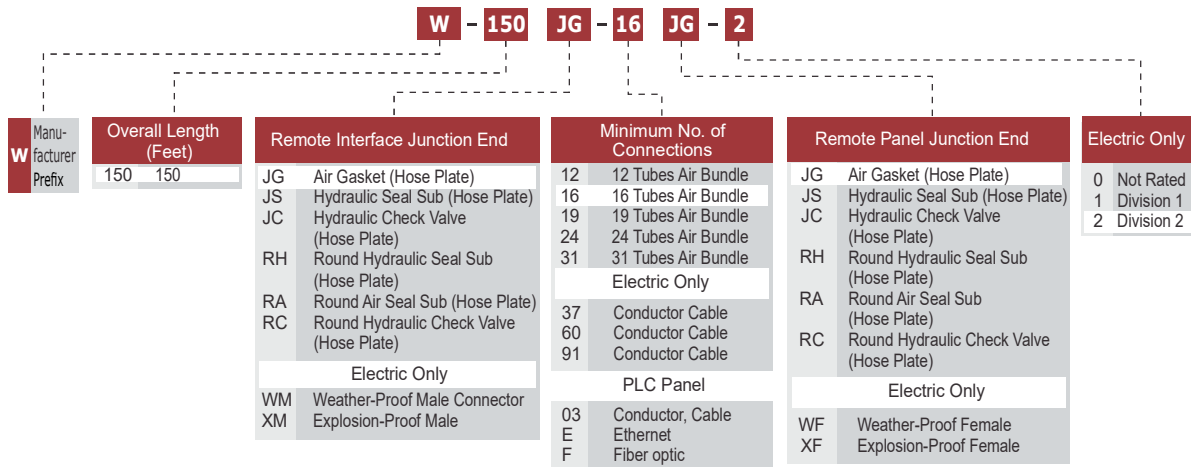 W - 150 JG - 16 JG - 2
W
Manu-
facturer
Prefix
Overall Length
(Feet)
150 150
Remote Interface Junction End
JG Air Gasket (Hose Plate)
JS Hydraulic Seal Sub (Hose Plate)
JC Hydraulic Check Valve
(Hose Plate)
RH Round Hydraulic Seal Sub
(Hose Plate)
RA Round Air Seal Sub (Hose Plate)
RC Round Hydraulic Check Valve
(Hose Plate)
Electric Only
WM Weather-Proof Male Connector
XM Explosion-Proof Male
Minimum No. of
Connections
12 12 Tubes Air Bundle
16 16 Tubes Air Bundle
19 19 Tubes Air Bundle
24 24 Tubes Air Bundle
31 31 Tubes Air Bundle
Electric Only
37 Conductor Cable
60 Conductor Cable
91 Conductor Cable
PLC Panel
03 Conductor, Cable
E Ethernet
F Fiber optic
Remote Panel Junction End
JG Air Gasket (Hose Plate)
JS Hydraulic Seal Sub (Hose Plate)
JC Hydraulic Check Valve
(Hose Plate)
RH Round Hydraulic Seal Sub
(Hose Plate)
RA Round Air Seal Sub
(Hose Plate)
RC Round Hydraulic Check Valve
(Hose Plate)
Electric Only
WF Weather-Proof Female
XF Explosion-Proof Female
Electric Only
0 Not Rated
1 Division 1
2 Division 2